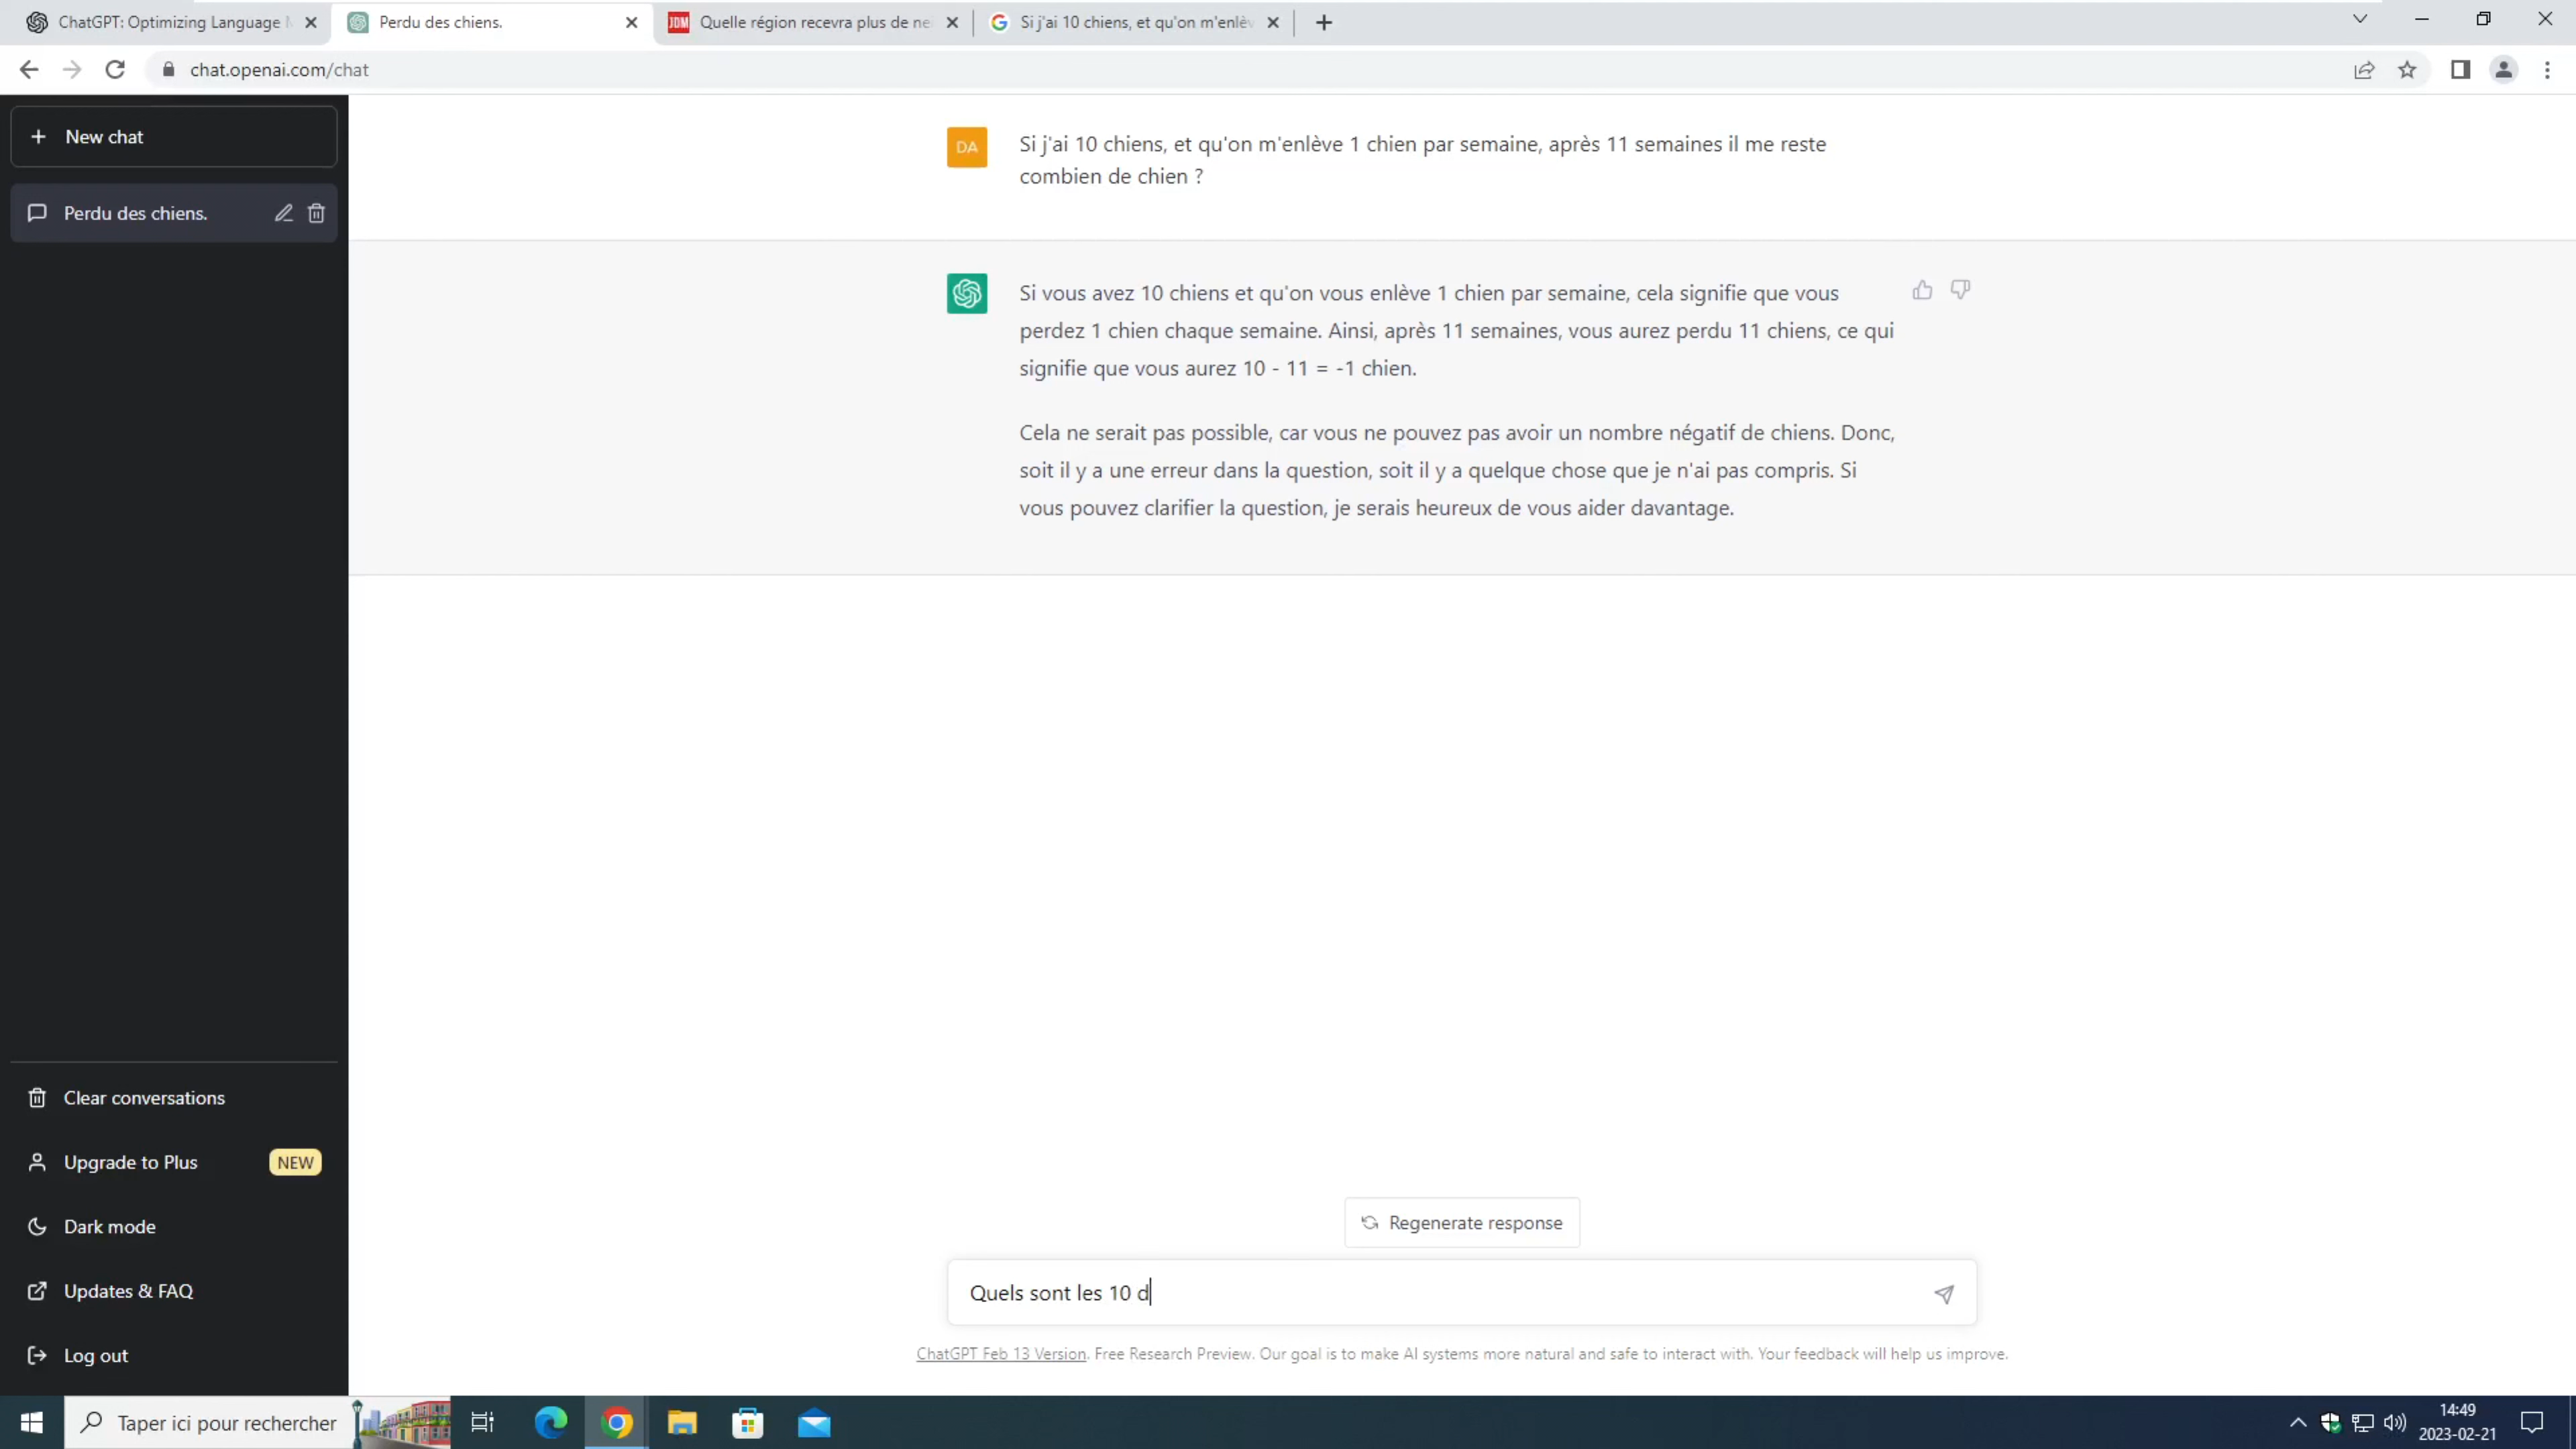 ChatGPT: Optimizing Language
Perdu des chiens.
JDM
Quelle région recevra plus de ne
Si j'ai 10 chiens, et qu'on m'enlèv
chat.openai.com/chat
New chat
Perdu des chiens.
DA
Si j'ai 10 chiens, et qu'on m'enlève 1 chien par semaine, après 11 semaines il me reste
combien de chien ?
Si vous avez 10 chiens et qu'on vous enlève 1 chien par semaine, cela signifie que vous
perdez 1 chien chaque semaine. Ainsi, après 11 semaines, vous aurez perdu 11 chiens, ce qui
signifie que vous aurez 10 - 11 = -1 chien.
Cela ne serait pas possible, car vous ne pouvez pas avoir un nombre négatif de chiens. Donc,
soit il y a une erreur dans la question, soit il y a quelque chose que je n'ai pas compris. Si
vous pouvez clarifier la question, je serais heureux de vous aider davantage.
Clear conversations
Upgrade to Plus
NEW
Dark mode
Updates & FAQ
Log out
Regenerate response
Quels sont les 10 d
ChatGPT Feb 13 Version. Free Research Preview. Our goal is to make AI systems more natural and safe to interact with. Your feedback will help us improve.
Taper ici pour rechercher
14:49
2023-02-21